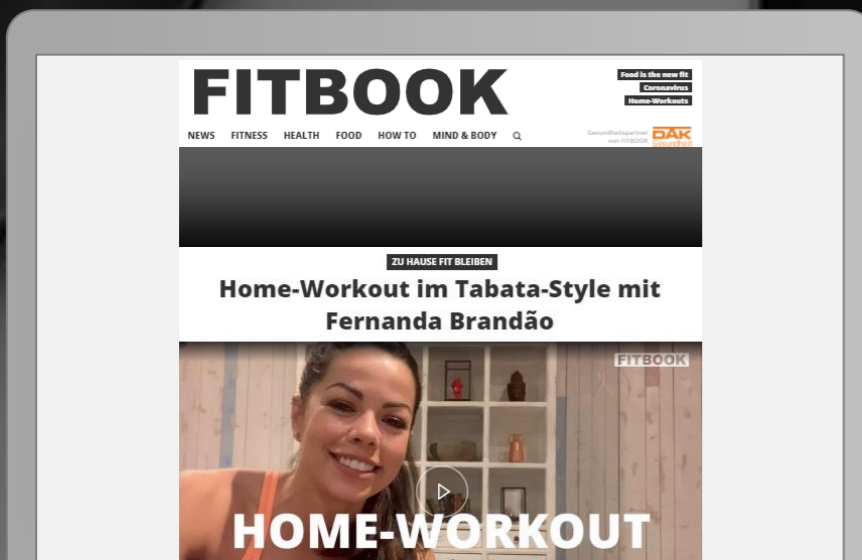 FITBOOK
Food is the new fit
Coronavirus
Home-Workouts
NEWS FITNESS HEALTH FOOD HOW TO MIND & BODY
Gesundheitspartner
von FITBOOK
DAK
Gesundheit
ZU HAUSE FIT BLEIBEN
Home-Workout im Tabata-Style mit
Fernanda Brandão
FITBOOK
HOME-WORKOUT